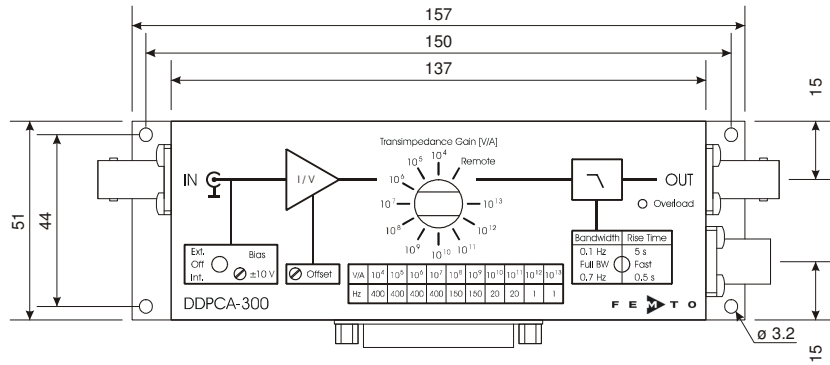 157
150
137
15
51
44
Transimpedance Gain [V/A]
10⁴
Remote
10⁵
10⁶
10⁷
10⁸
10⁹
10¹⁰
10¹¹
10¹²
10¹³
IN
I / V
OUT
Overload
Ext.
Off
Int.
Bias
±10 V
Offset
Bandwidth Rise Time
0.1 Hz 5 s
Full BW Fast
0.7 Hz 0.5 s
V/A 10⁴ 10⁵ 10⁶ 10⁷ 10⁸ 10⁹ 10¹⁰ 10¹¹ 10¹² 10¹³
Hz 400 400 400 400 150 150 20 20 1 1
DDPCA-300
FEMTO
ø 3.2
15